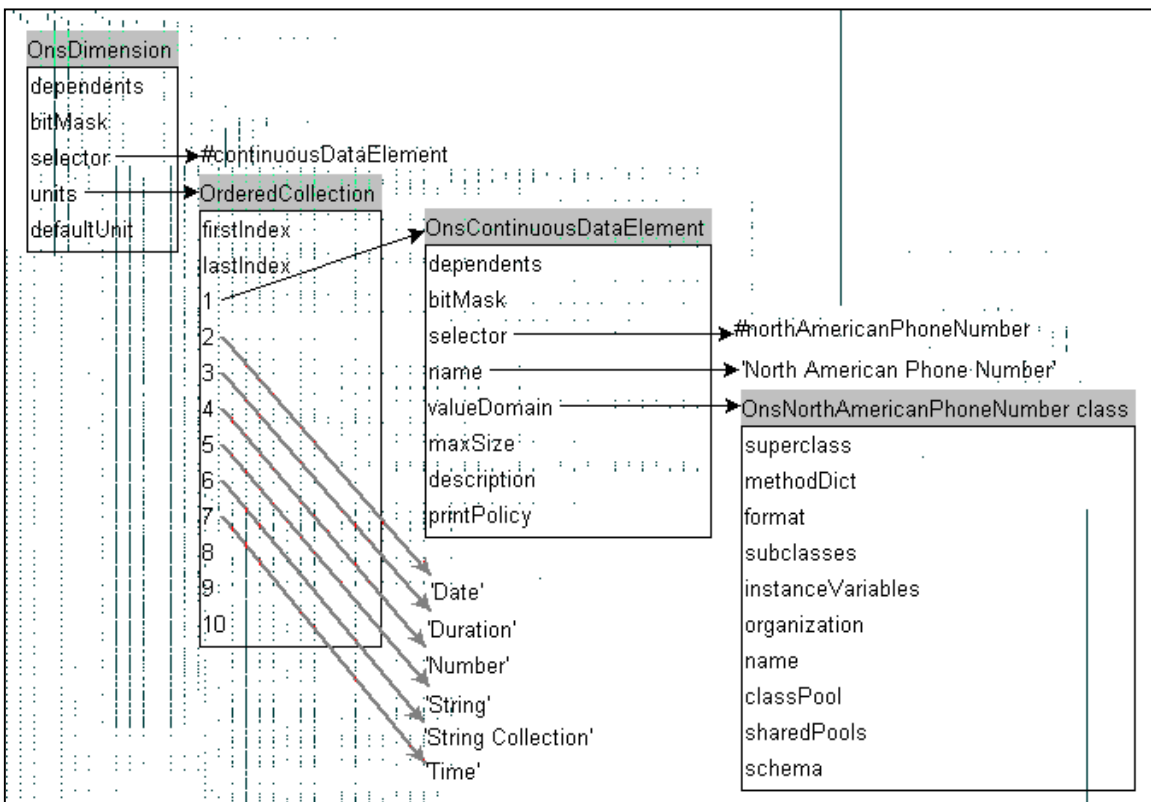 OnsDimension
dependents
bitMask
selector
units
defaultUnit
#continuousDataElement
OrderedCollection
firstIndex
lastIndex
1
2
3
4
5
6
7
8
9
10
OnsContinuousDataElement
dependents
bitMask
selector
name
valueDomain
maxSize
description
printPolicy
#northAmericanPhoneNumber
'North American Phone Number'
OnsNorthAmericanPhoneNumber class
superclass
methodDict
format
subclasses
instanceVariables
organization
name
classPool
sharedPools
schema
'Date'
'Duration'
'Number'
'String'
'String Collection'
'Time'